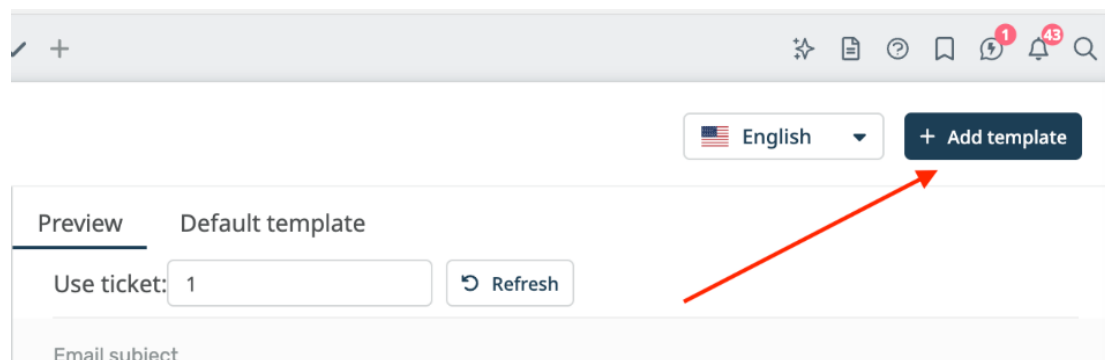 1 43
English + Add template
Preview Default template
Use ticket: 1 Refresh
Email subject